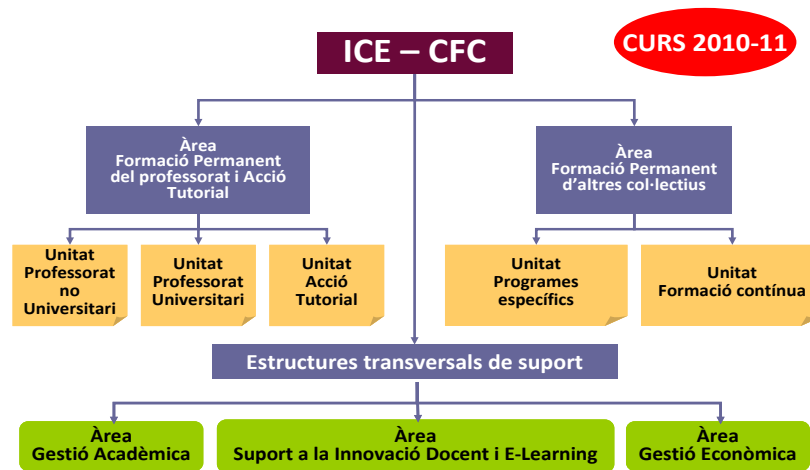 ICE – CFC
CURS 2010-11
Àrea
Formació Permanent
del professorat i Acció
Tutorial
Àrea
Formació Permanent
d'altres col·lectius
Unitat
Professorat
no
Universitari
Unitat
Professorat
Universitari
Unitat
Acció
Tutorial
Unitat
Programes
específics
Unitat
Formació contínua
Estructures transversals de suport
Àrea
Gestió Acadèmica
Àrea
Suport a la Innovació Docent i E-Learning
Àrea
Gestió Econòmica